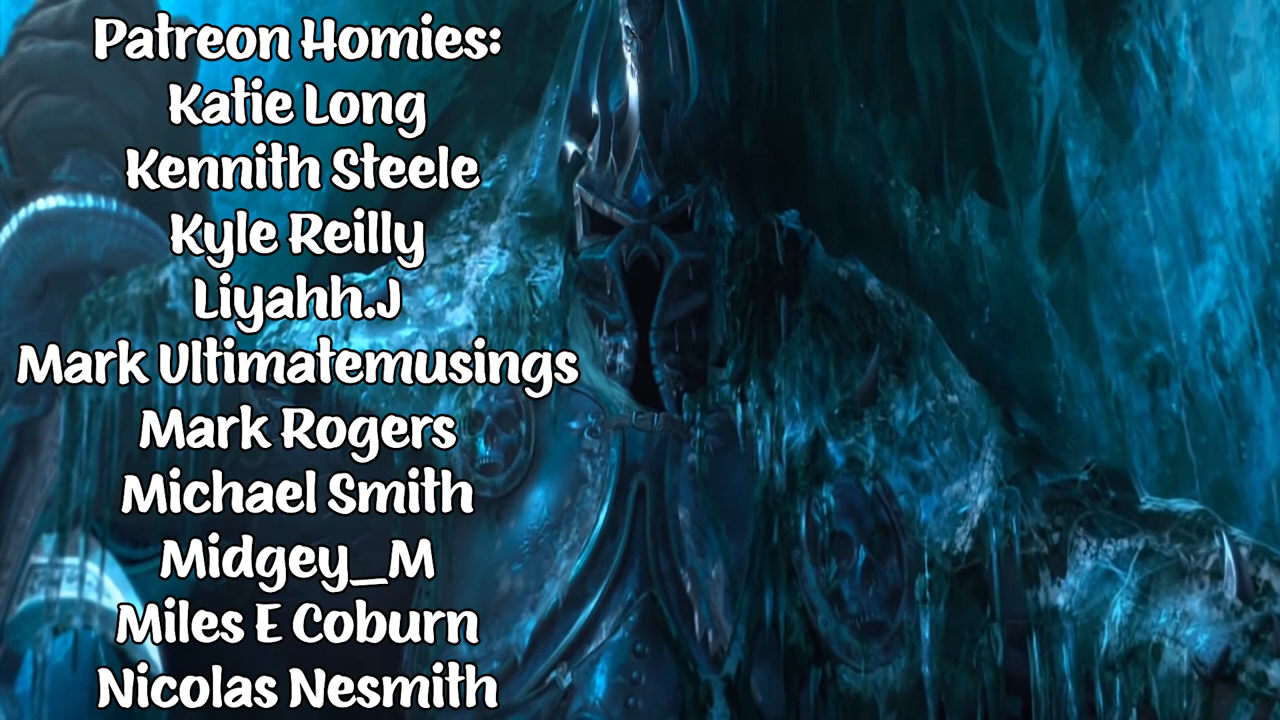 Patreon Homies:
Katie Long
Kennith Steele
Kyle Reilly
Liyahh.J
Mark Ultimatemusings
Mark Rogers
Michael Smith
Midgey_M
Miles E Coburn
Nicolas Nesmith